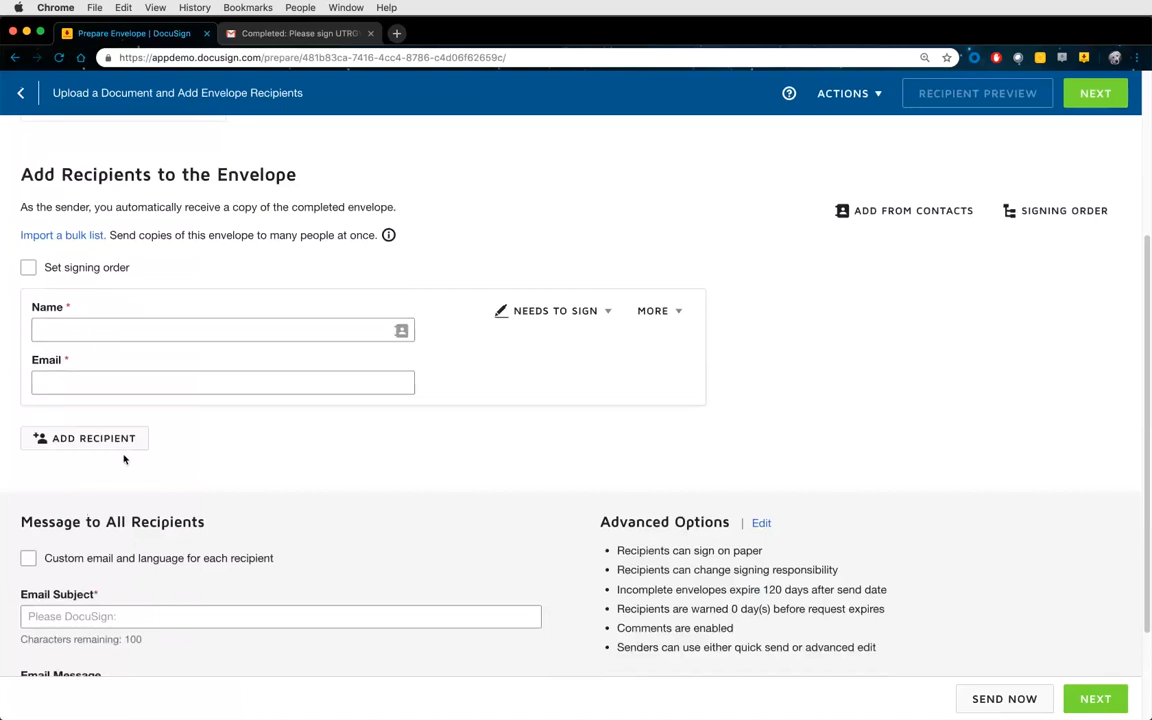 Chrome File Edit View History Bookmarks People Window Help
Prepare Envelope | DocuSign
Completed: Please sign UTRG
https://appdemo.docusign.com/prepare/481b83ca-7416-4cc4-8786-c4d06f62659c/
Upload a Document and Add Envelope Recipients
ACTIONS
RECIPIENT PREVIEW
NEXT
Add Recipients to the Envelope
As the sender, you automatically receive a copy of the completed envelope.
ADD FROM CONTACTS
SIGNING ORDER
Import a bulk list. Send copies of this envelope to many people at once.
Set signing order
Name *
NEEDS TO SIGN
MORE
Email *
ADD RECIPIENT
Message to All Recipients
Custom email and language for each recipient
Email Subject*
Please DocuSign:
Characters remaining: 100
Email Message
Advanced Options | Edit
• Recipients can sign on paper
• Recipients can change signing responsibility
• Incomplete envelopes expire 120 days after send date
• Recipients are warned 0 day(s) before request expires
• Comments are enabled
• Senders can use either quick send or advanced edit
SEND NOW
NEXT